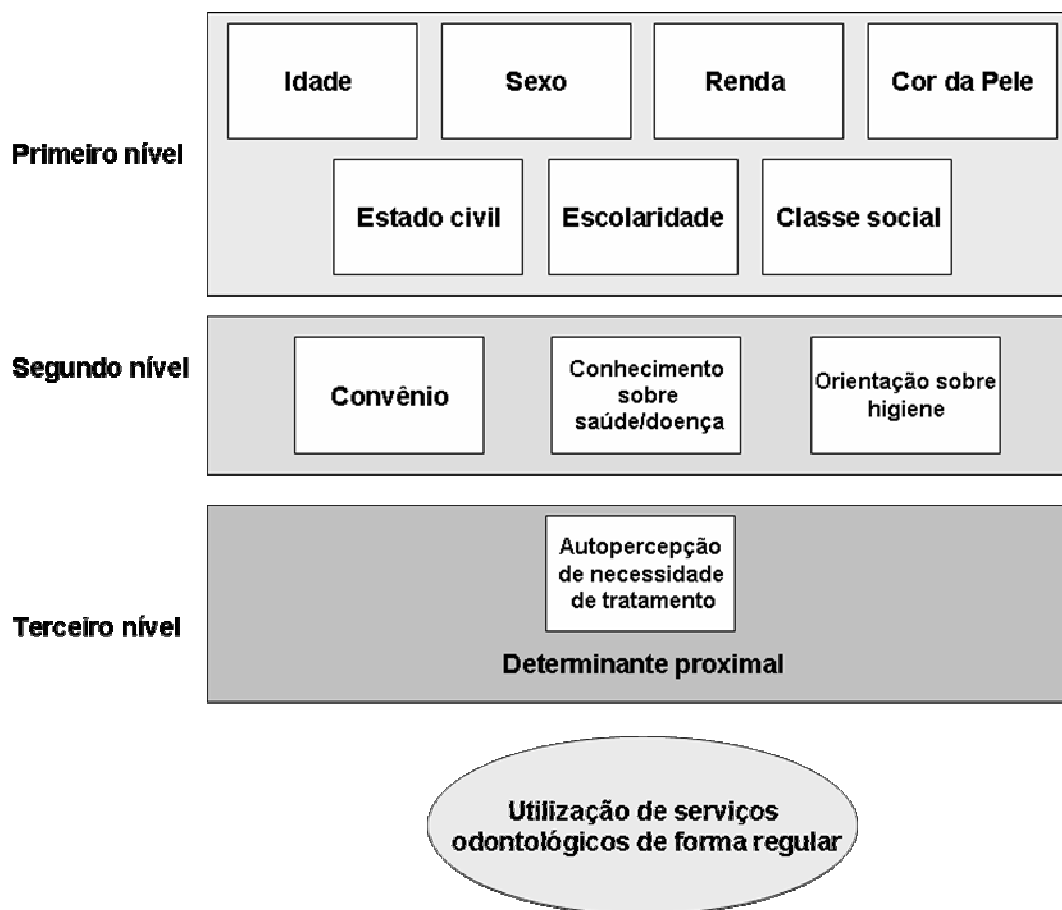 Idade
Sexo
Renda
Cor da Pele
Primeiro nível
Estado civil
Escolaridade
Classe social
Segundo nível
Convênio
Conhecimento
sobre
saúde/doença
Orientação sobre
higiene
Autopercepção
de necessidade
de tratamento
Terceiro nível
Determinante proximal
Utilização de serviços
odontológicos de forma regular